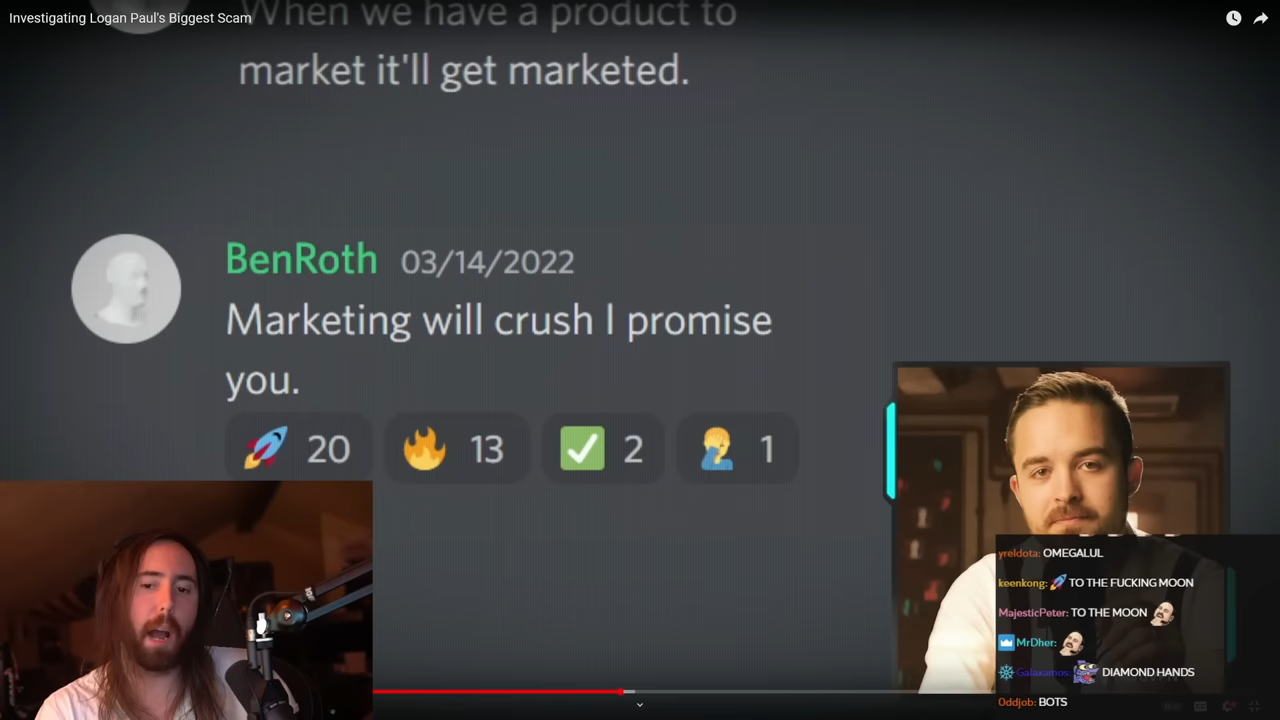 Investigating Logan Paul's Biggest Scam
When we have a product to
market it'll get marketed.
BenRoth 03/14/2022
Marketing will crush I promise
you.
20 13 2 1
yreldota: OMEGALUL
keenkong: TO THE FUCKING MOON
MajesticPeter: TO THE MOON
MrDher:
Galaxamos: DIAMOND HANDS
Oddjob: BOTS